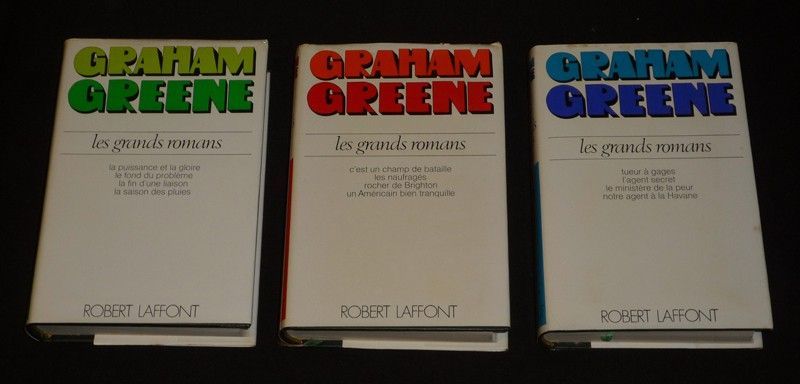 GRAHAM
GREENE
les grands romans
la puissance et la gloire
le fond du problème
la fin d'une liaison
la saison des pluies
ROBERT LAFFONT
GRAHAM
GREENE
les grands romans
c'est un champ de bataille
les naufragés
rocher de Brighton
un Américain bien tranquille
ROBERT LAFFONT
GRAHAM
GREENE
les grands romans
tueur à gages
l'agent secret
le ministère de la peur
notre agent à la Havane
ROBERT LAFFONT